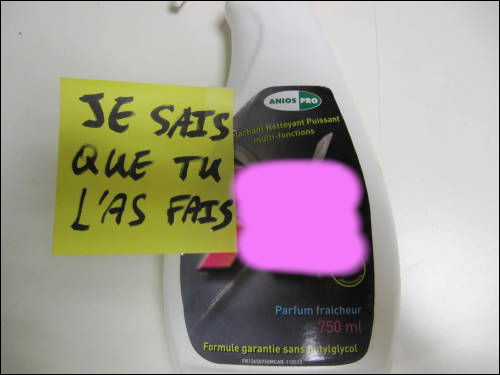 JE SAIS
QUE TU
L'AS FAIS
ANIOS PRO
Nettoyant Puissant
multi-fonctions
Parfum fraicheur
750 ml
Formule garantie sans butylglycol